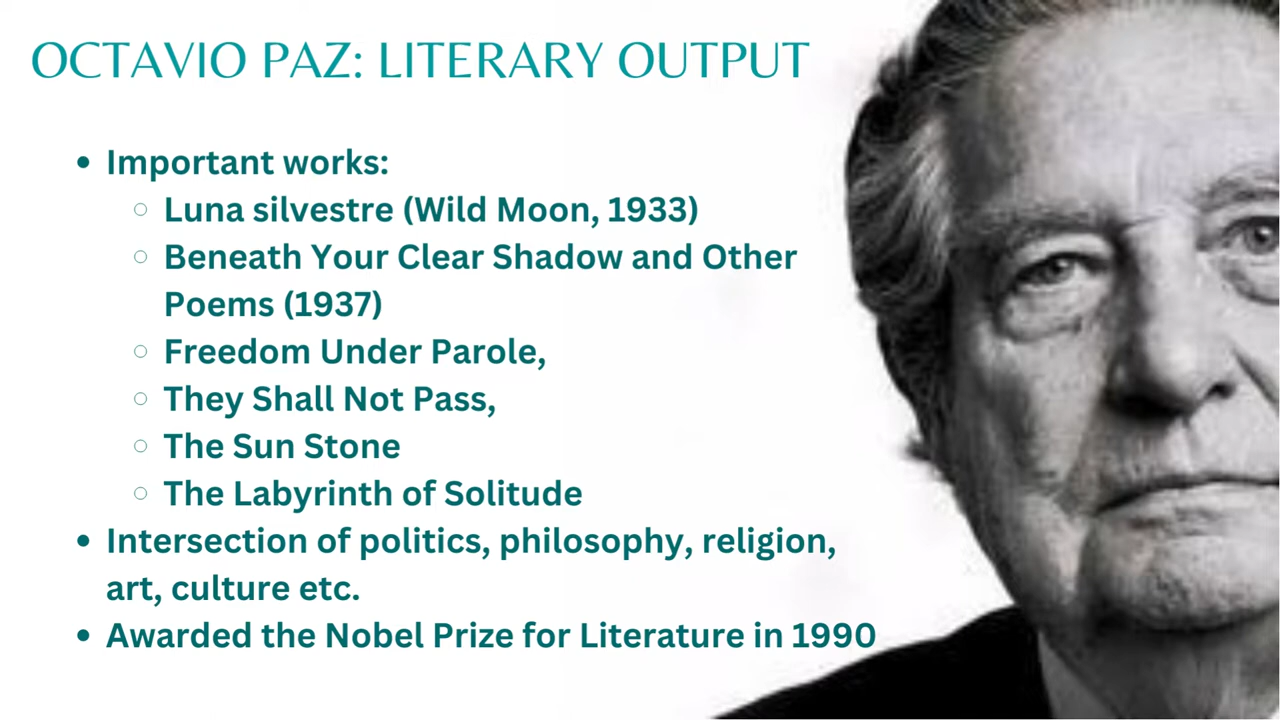 OCTAVIO PAZ: LITERARY OUTPUT
• Important works:
○ Luna silvestre (Wild Moon, 1933)
○ Beneath Your Clear Shadow and Other
Poems (1937)
○ Freedom Under Parole,
○ They Shall Not Pass,
○ The Sun Stone
○ The Labyrinth of Solitude
• Intersection of politics, philosophy, religion,
art, culture etc.
• Awarded the Nobel Prize for Literature in 1990